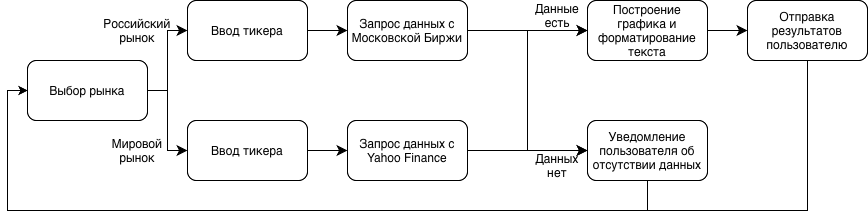 Российский
рынок
Ввод тикера
Запрос данных с
Московской Биржи
Данные
есть
Построение
графика и
форматирование
текста
Отправка
результатов
пользователю
Выбор рынка
Мировой
рынок
Ввод тикера
Запрос данных с
Yahoo Finance
Данных
нет
Уведомление
пользователя об
отсутствии данных